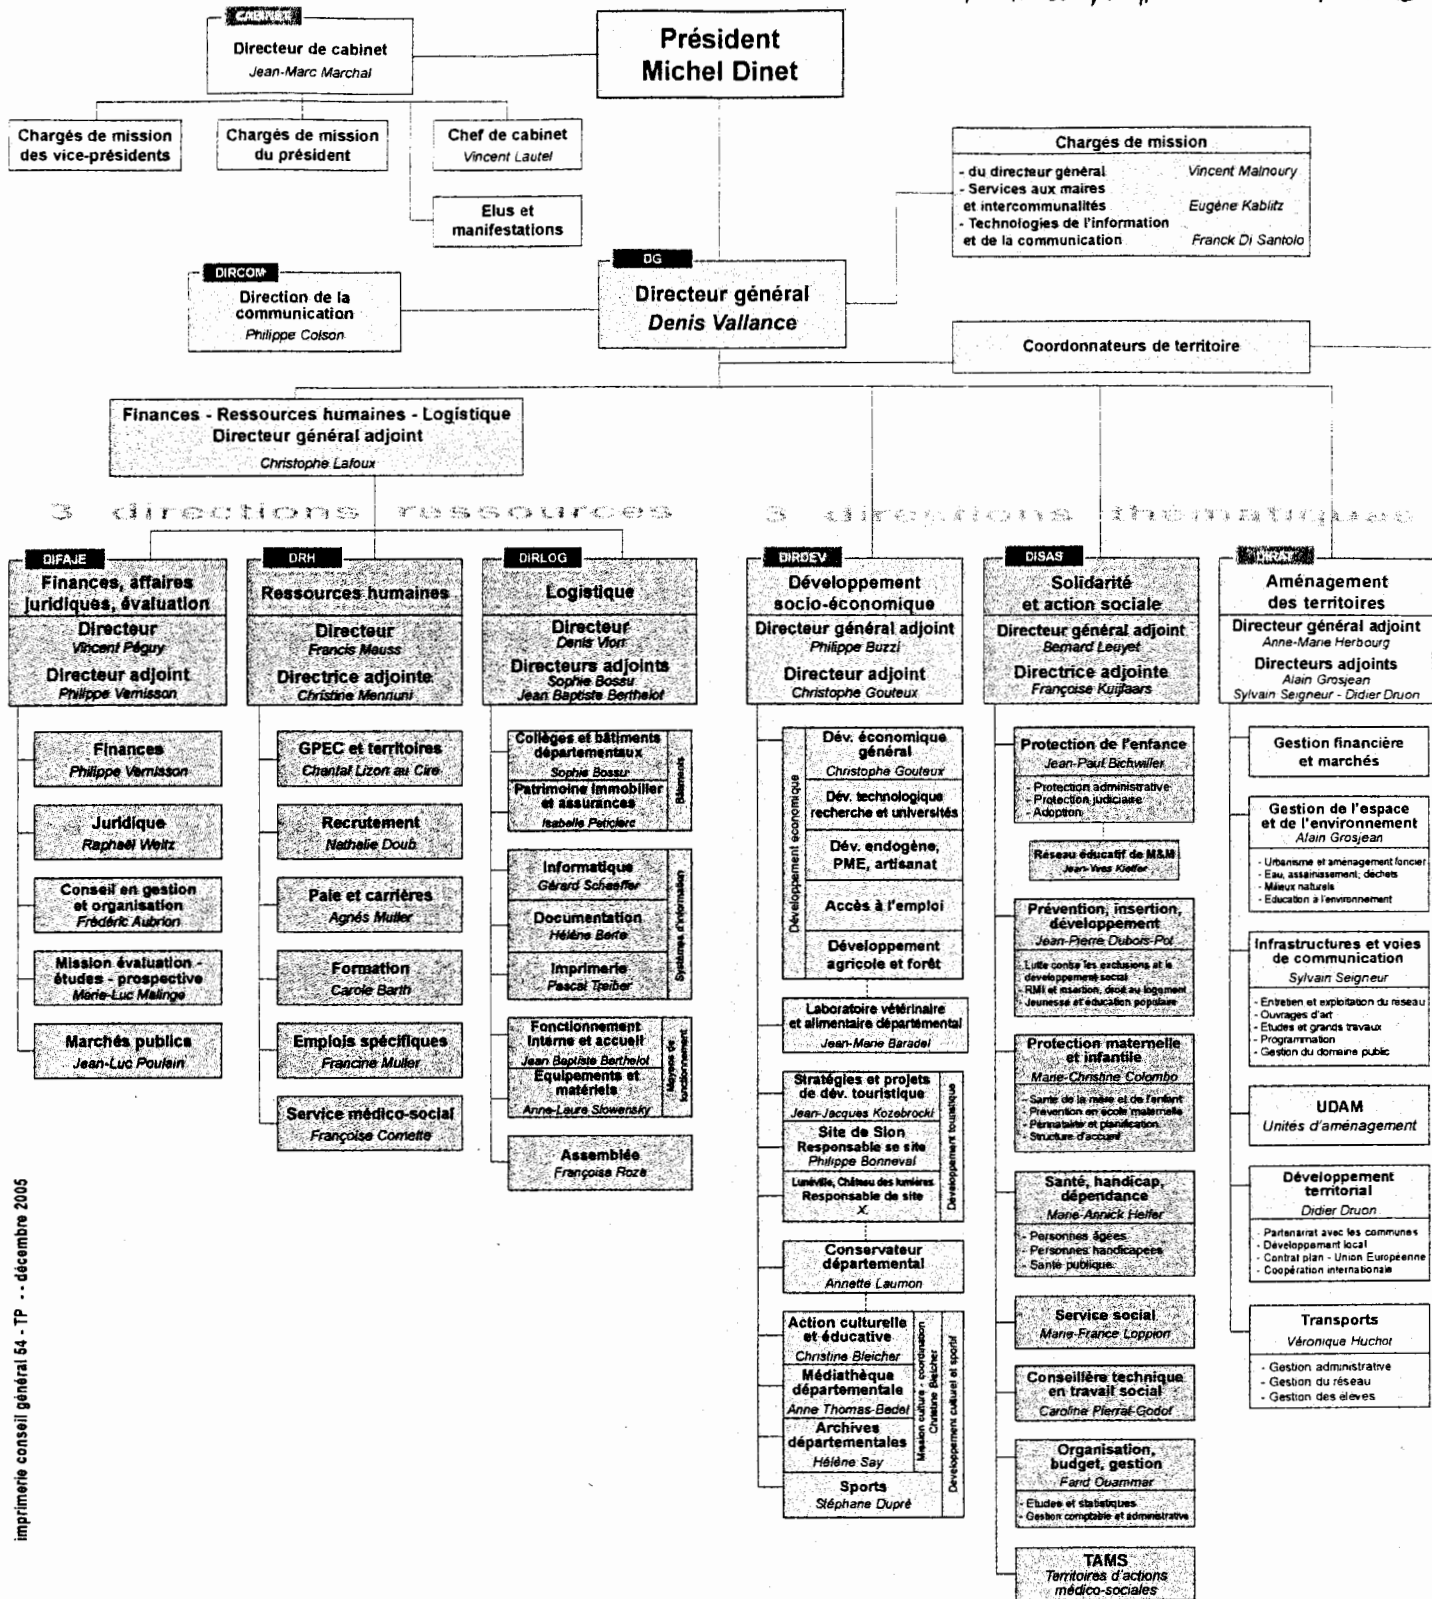 CABINET
Directeur de cabinet
Jean-Marc Marchal
Président
Michel Dinet
Chargés de mission
des vice-présidents
Chargés de mission
du président
Chef de cabinet
Vincent Lautel
Elus et
manifestations
Chargés de mission
- du directeur général Vincent Malnoury
- Services aux maires
et intercommunalités Eugène Kablitz
- Technologies de l'information
et de la communication Franck Di Santolo
DIRCOM
Direction de la
communication
Philippe Colson
DG
Directeur général
Denis Vallance
Coordonnateurs de territoire
Finances - Ressources humaines - Logistique
Directeur général adjoint
Christophe Lafoux
3 directions ressources
3 directions thématiques
DIFAJE
Finances, affaires
juridiques, évaluation
Directeur
Vincent Péguy
Directeur adjoint
Philippe Vernisson
Finances
Philippe Vernisson
Juridique
Raphaël Weitz
Conseil en gestion
et organisation
Frédéric Aubrion
Mission évaluation -
études - prospective
Marie-Luc Malinge
Marchés publics
Jean-Luc Poulain
DRH
Ressources humaines
Directeur
Francis Meuss
Directrice adjointe
Christine Mennuni
GPEC et territoires
Chantal Lizon au Cire
Recrutement
Nathalie Doub
Paie et carrières
Agnès Muller
Formation
Carole Barth
Emplois spécifiques
Francine Muller
Service médico-social
Françoise Cornette
DIRLOG
Logistique
Directeur
Denis Viort
Directeurs adjoints
Sophie Bossu
Jean Baptiste Berthelot
Collèges et bâtiments
départementaux
Sophie Bossu
Patrimoine immobilier
et assurances
Isabelle Peticlerc
Bâtiments
Informatique
Gérard Schaeffer
Documentation
Hélène Berte
Imprimerie
Pascal Treiber
Systèmes d'information
Fonctionnement
interne et accueil
Jean Baptiste Berthelot
Equipements et
matériels
Anne-Laure Slowensky
Moyens de
fonctionnement
Assemblée
Françoise Roze
DIRDEV
Développement
socio-économique
Directeur général adjoint
Philippe Buzzi
Directeur adjoint
Christophe Gouteux
Développement économique
Dév. économique
général
Christophe Gouteux
Dév. technologique
recherche et universités
Dév. endogène,
PME, artisanat
Accès à l'emploi
Développement
agricole et forêt
Laboratoire vétérinaire
et alimentaire départemental
Jean-Marie Baradel
Stratégies et projets
de dév. touristique
Jean-Jacques Kozebrocki
Site de Sion
Responsable se site
Philippe Bonneval
Lunéville, Château des lumières
Responsable de site
X.
Développement touristique
Conservateur
départemental
Annette Laumon
Action culturelle
et éducative
Christine Bleicher
Médiathèque
départementale
Anne Thomas-Bedel
Archives
départementales
Hélène Say
Mission culture - coordination
Christine Bleicher
Sports
Stéphane Dupré
Développement culturel et sportif
DISAS
Solidarité
et action sociale
Directeur général adjoint
Bernard Leuyet
Directrice adjointe
Françoise Kuijlaars
Protection de l'enfance
Jean-Paul Bichwiller
- Protection administrative
- Protection judiciaire
- Adoption
Réseau éducatif de M&M
Jean-Yves Kieffer
Prévention, insertion,
développement
Jean-Pierre Dubois-Pot
- Lutte contre les exclusions et le
développement social
- RMI et insertion, droit au logement
- Jeunesse et éducation populaire
Protection maternelle
et infantile
Marie-Christine Colombo
- Santé de la mère et de l'enfant
- Prévention en école maternelle
- Périnatalité et planification
- Structure d'accueil
Santé, handicap,
dépendance
Marie-Annick Helfer
- Personnes âgées
- Personnes handicapées
- Santé publique
Service social
Marie-France Loppion
Conseillère technique
en travail social
Caroline Pierrat-Godof
Organisation,
budget, gestion
Farid Ouammar
- Etudes et statistiques
- Gestion comptable et administrative
TAMS
Territoires d'actions
médico-sociales
DIRAT
Aménagement
des territoires
Directeur général adjoint
Anne-Marie Herbourg
Directeurs adjoints
Alain Grosjean
Sylvain Seigneur - Didier Druon
Gestion financière
et marchés
Gestion de l'espace
et de l'environnement
Alain Grosjean
- Urbanisme et aménagement foncier
- Eau, assainissement, déchets
- Milieux naturels
- Education à l'environnement
Infrastructures et voies
de communication
Sylvain Seigneur
- Entretien et exploitation du réseau
- Ouvrages d'art
- Etudes et grands travaux
- Programmation
- Gestion du domaine public
UDAM
Unités d'aménagement
Développement
territorial
Didier Druon
- Partenariat avec les communes
- Développement local
- Contrat plan - Union Européenne
- Coopération internationale
Transports
Véronique Huchot
- Gestion administrative
- Gestion du réseau
- Gestion des élèves
imprimerie conseil général 54 - TP - - décembre 2005